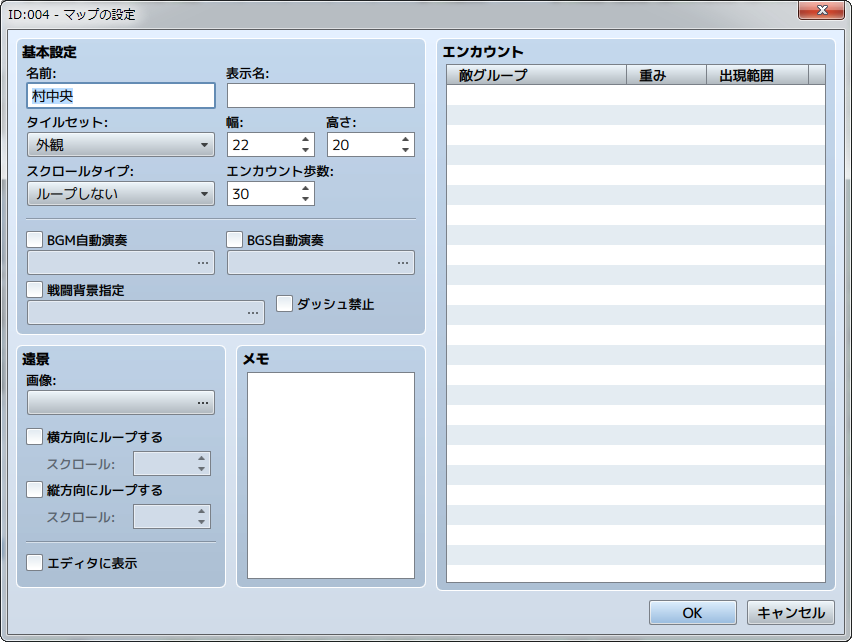 ID:004 - マップの設定
基本設定
名前:
表示名:
村中央
タイルセット:
幅:
高さ:
外観
22
20
スクロールタイプ:
エンカウント歩数:
ループしない
30
BGM自動演奏
BGS自動演奏
...
...
戦闘背景指定
...
ダッシュ禁止
遠景
画像:
...
横方向にループする
スクロール:
縦方向にループする
スクロール:
エディタに表示
メモ
エンカウント
敵グループ
重み
出現範囲
OK
キャンセル